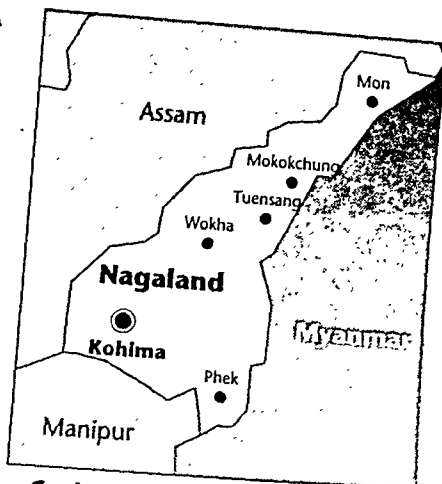 Mon
Assam
Mokokchung
Tuensang
Wokha
Nagaland
Kohima
Myanmar
Phek
Manipur